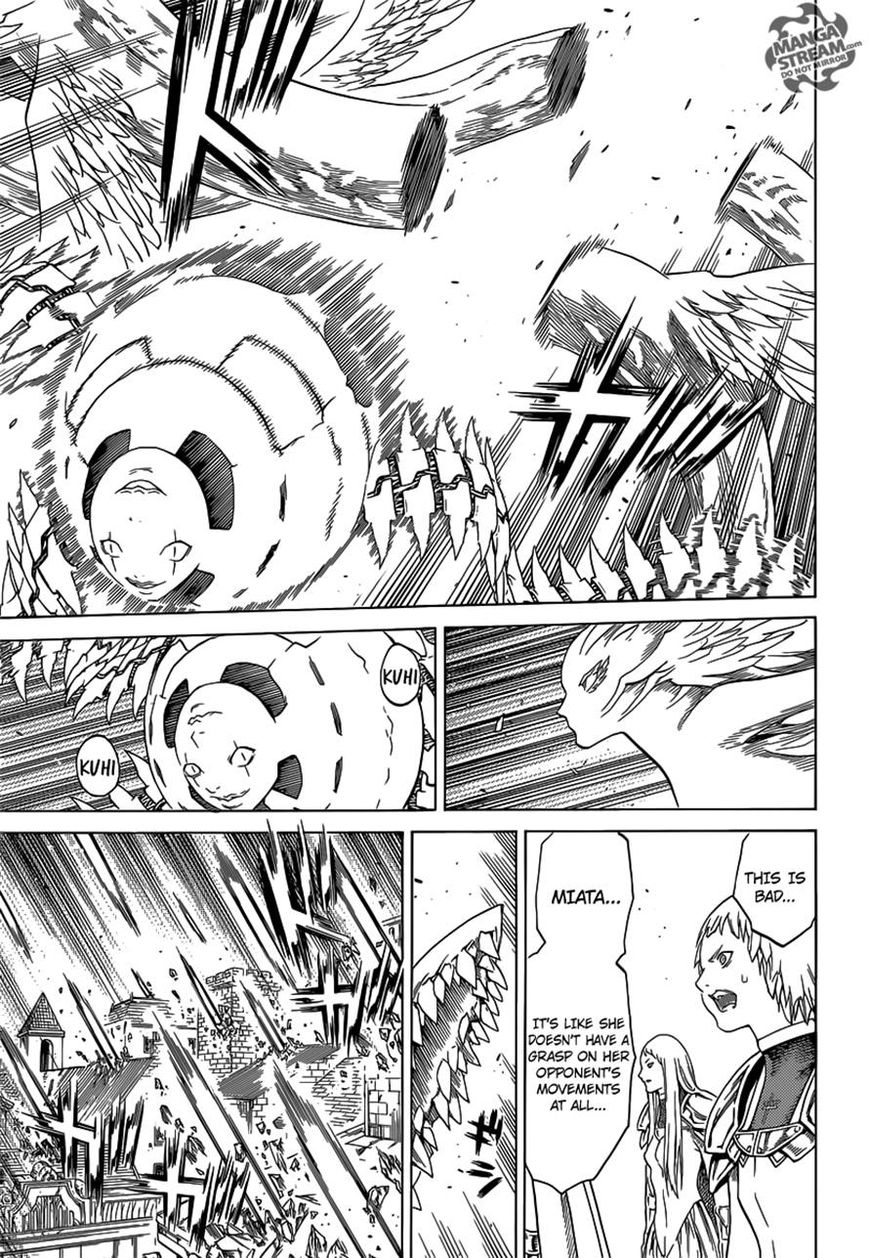 MANGA
STREAM.com
DO NOT MIRROR
KUHI
KUHI
THIS IS
BAD...
MIATA...
IT'S LIKE SHE
DOESN'T HAVE A
GRASP ON HER
OPPONENT'S
MOVEMENTS
AT ALL...